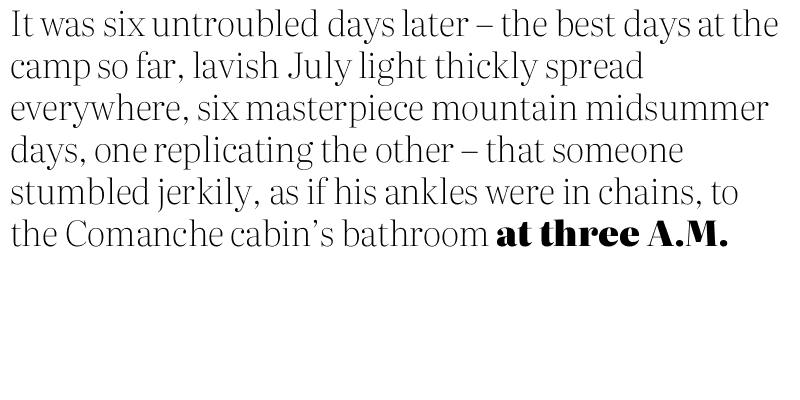 It was six untroubled days later – the best days at the
camp so far, lavish July light thickly spread
everywhere, six masterpiece mountain midsummer
days, one replicating the other – that someone
stumbled jerkily, as if his ankles were in chains, to
the Comanche cabin’s bathroom at three A.M.